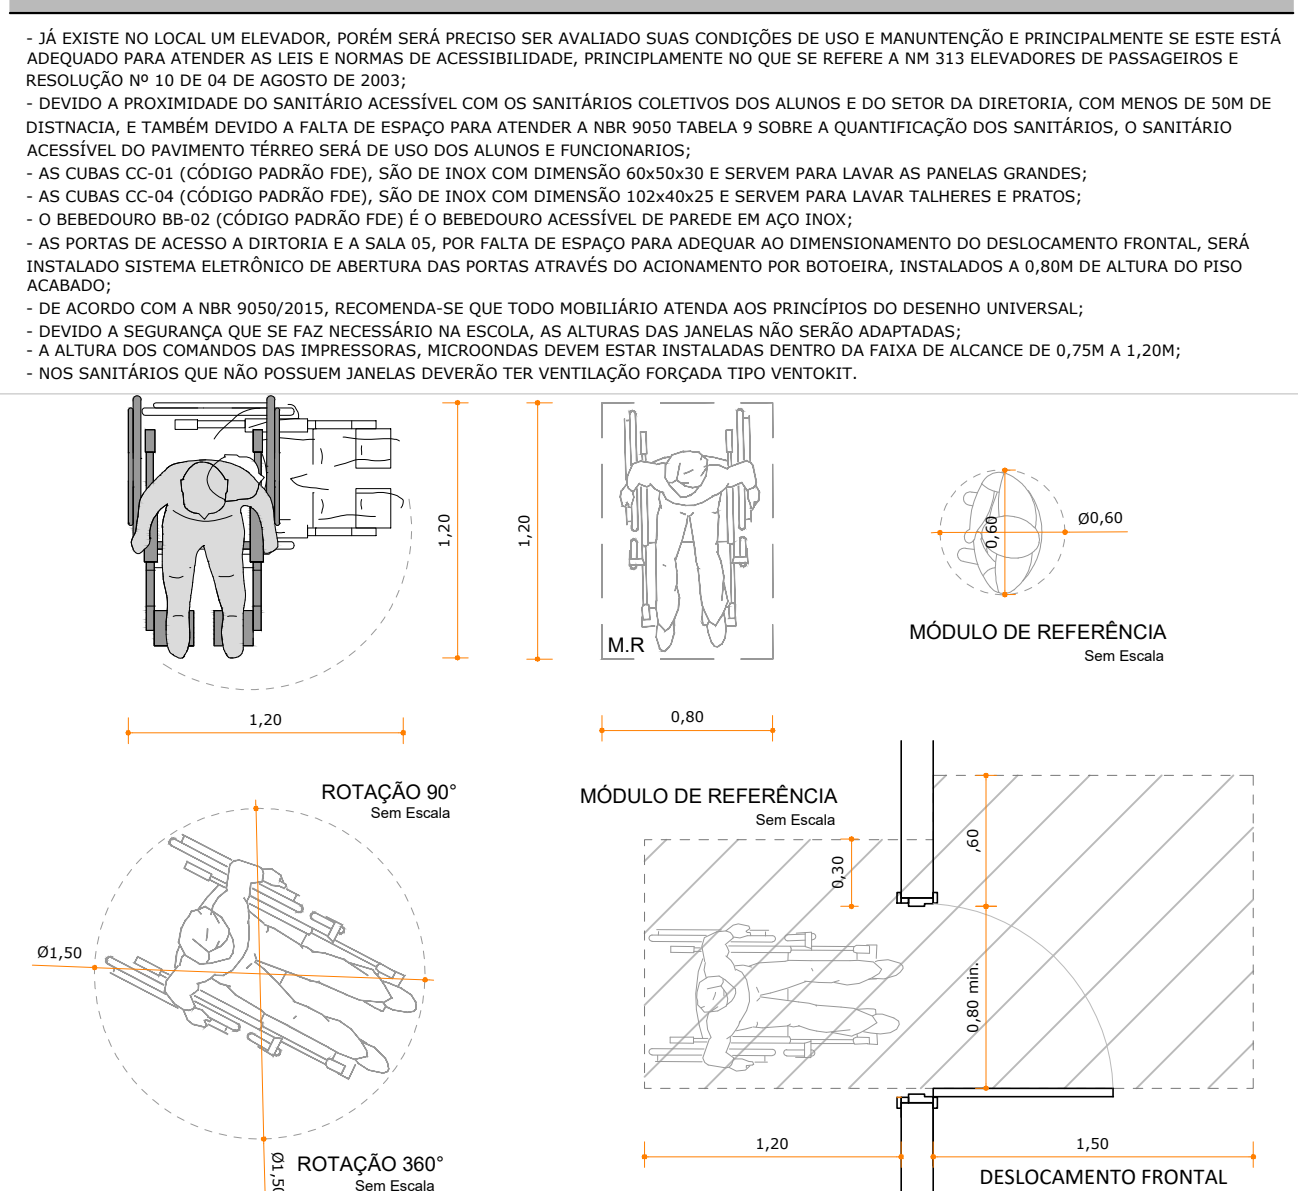 - JÁ EXISTE NO LOCAL UM ELEVADOR, PORÉM SERÁ PRECISO SER AVALIADO SUAS CONDIÇÕES DE USO E MANUNTENÇÃO E PRINCIPALMENTE SE ESTE ESTÁ
ADEQUADO PARA ATENDER AS LEIS E NORMAS DE ACESSIBILIDADE, PRINCIPLAMENTE NO QUE SE REFERE A NM 313 ELEVADORES DE PASSAGEIROS E
RESOLUÇÃO Nº 10 DE 04 DE AGOSTO DE 2003;
- DEVIDO A PROXIMIDADE DO SANITÁRIO ACESSÍVEL COM OS SANITÁRIOS COLETIVOS DOS ALUNOS E DO SETOR DA DIRETORIA, COM MENOS DE 50M DE
DISTNACIA, E TAMBÉM DEVIDO A FALTA DE ESPAÇO PARA ATENDER A NBR 9050 TABELA 9 SOBRE A QUANTIFICAÇÃO DOS SANITÁRIOS, O SANITÁRIO
ACESSÍVEL DO PAVIMENTO TÉRREO SERÁ DE USO DOS ALUNOS E FUNCIONARIOS;
- AS CUBAS CC-01 (CÓDIGO PADRÃO FDE), SÃO DE INOX COM DIMENSÃO 60x50x30 E SERVEM PARA LAVAR AS PANELAS GRANDES;
- AS CUBAS CC-04 (CÓDIGO PADRÃO FDE), SÃO DE INOX COM DIMENSÃO 102x40x25 E SERVEM PARA LAVAR TALHERES E PRATOS;
- O BEBEDOURO BB-02 (CÓDIGO PADRÃO FDE) É O BEBEDOURO ACESSÍVEL DE PAREDE EM AÇO INOX;
- AS PORTAS DE ACESSO A DIRTORIA E A SALA 05, POR FALTA DE ESPAÇO PARA ADEQUAR AO DIMENSIONAMENTO DO DESLOCAMENTO FRONTAL, SERÁ
INSTALADO SISTEMA ELETRÔNICO DE ABERTURA DAS PORTAS ATRAVÉS DO ACIONAMENTO POR BOTOEIRA, INSTALADOS A 0,80M DE ALTURA DO PISO
ACABADO;
- DE ACORDO COM A NBR 9050/2015, RECOMENDA-SE QUE TODO MOBILIÁRIO ATENDA AOS PRINCÍPIOS DO DESENHO UNIVERSAL;
- DEVIDO A SEGURANÇA QUE SE FAZ NECESSÁRIO NA ESCOLA, AS ALTURAS DAS JANELAS NÃO SERÃO ADAPTADAS;
- A ALTURA DOS COMANDOS DAS IMPRESSORAS, MICROONDAS DEVEM ESTAR INSTALADAS DENTRO DA FAIXA DE ALCANCE DE 0,75M A 1,20M;
- NOS SANITÁRIOS QUE NÃO POSSUEM JANELAS DEVERÃO TER VENTILAÇÃO FORÇADA TIPO VENTOKIT.
1,20
1,20
0,60
Ø0,60
M.R
MÓDULO DE REFERÊNCIA
Sem Escala
1,20
0,80
ROTAÇÃO 90°
Sem Escala
MÓDULO DE REFERÊNCIA
Sem Escala
,60
0,30
Ø1,50
0,80 min.
1,20
1,50
Ø1,50
ROTAÇÃO 360°
Sem Escala
DESLOCAMENTO FRONTAL